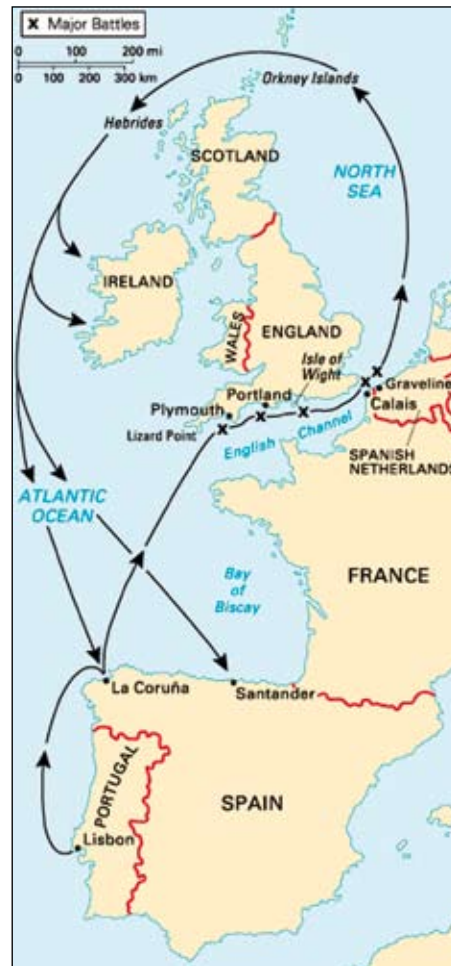 × Major Battles
0 100 200 mi
0 100 200 300 km
Orkney Islands
Hebrides
SCOTLAND
NORTH
SEA
IRELAND
WALES
ENGLAND
Isle of
Wight
Portland
Plymouth
Graveline
Calais
Lizard Point
English Channel
SPANISH
NETHERLANDS
ATLANTIC
OCEAN
Bay
of
Biscay
FRANCE
La Coruña
Santander
PORTUGAL
SPAIN
Lisbon